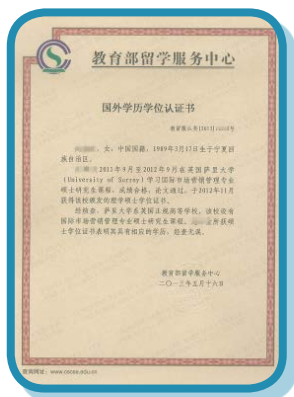 教育部留学服务中心
国外学历学位认证书
教留服认英[2013]
女,中国国籍,1989年3月17日生于宁夏回
族自治区。
2011年9月至2012年9月在英国萨里大学
(University of Surrey)学习国际市场营销管理专业
硕士研究生课程,成绩合格,论文通过,于2012年11月
获得该校颁发的理学硕士学位证书。
经核查,萨里大学系英国正规高等学校,该校设有
国际市场营销管理专业硕士研究生课程。所获硕
士学位证书表明其具有相应的学历。经查无误。
教育部留学服务中心
二〇一三年五月十六日
查询网址:www.cscse.edu.cn